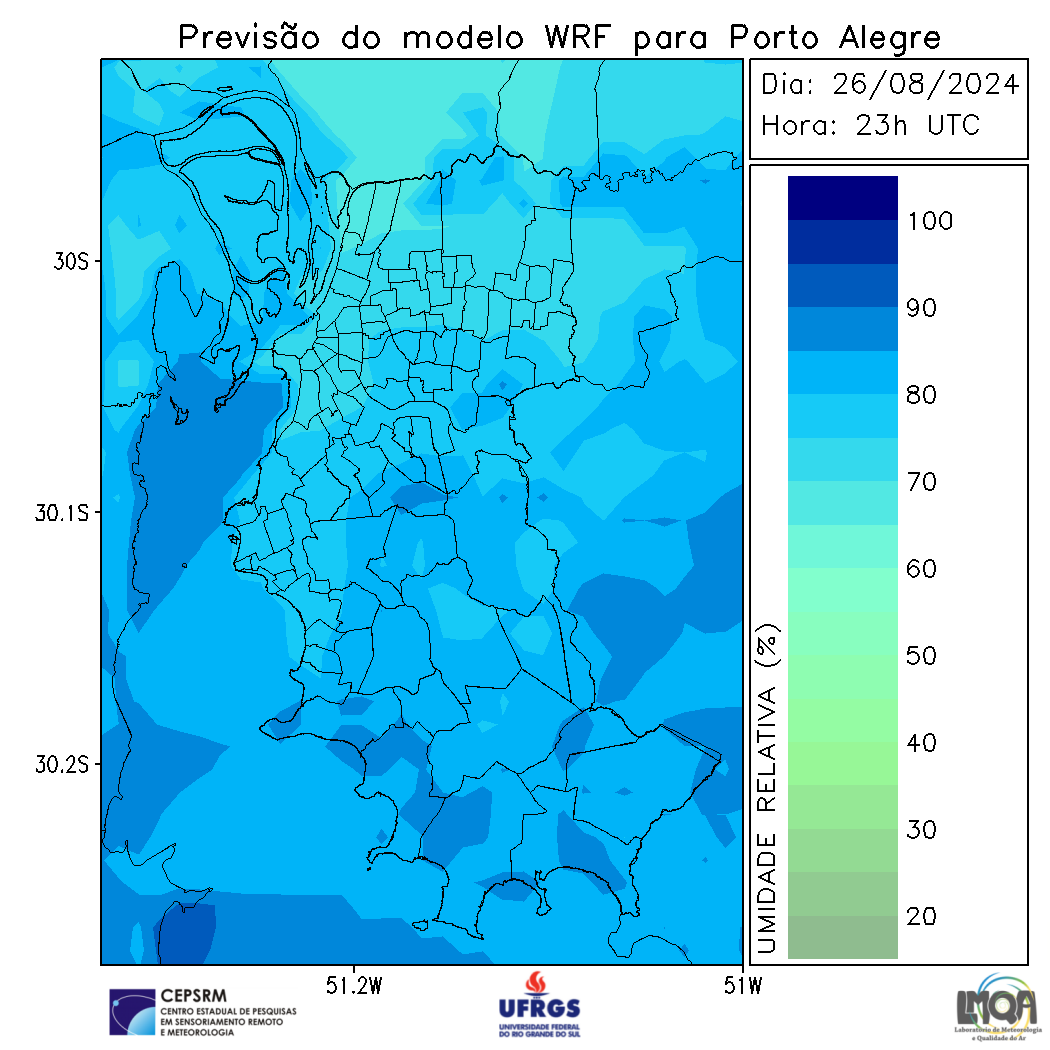 Previsão do modelo WRF para Porto Alegre
Dia: 26/08/2024
Hora: 23h UTC
30S
30.1S
30.2S
51.2W
51W
100
90
80
70
60
50
40
30
20
UMIDADE RELATIVA (%)
CEPSRM
CENTRO ESTADUAL DE PESQUISAS
EM SENSORIAMENTO REMOTO
E METEOROLOGIA
UFRGS
UNIVERSIDADE FEDERAL
DO RIO GRANDE DO SUL
LMQA
Laboratório de Meteorologia
e Qualidade do Ar